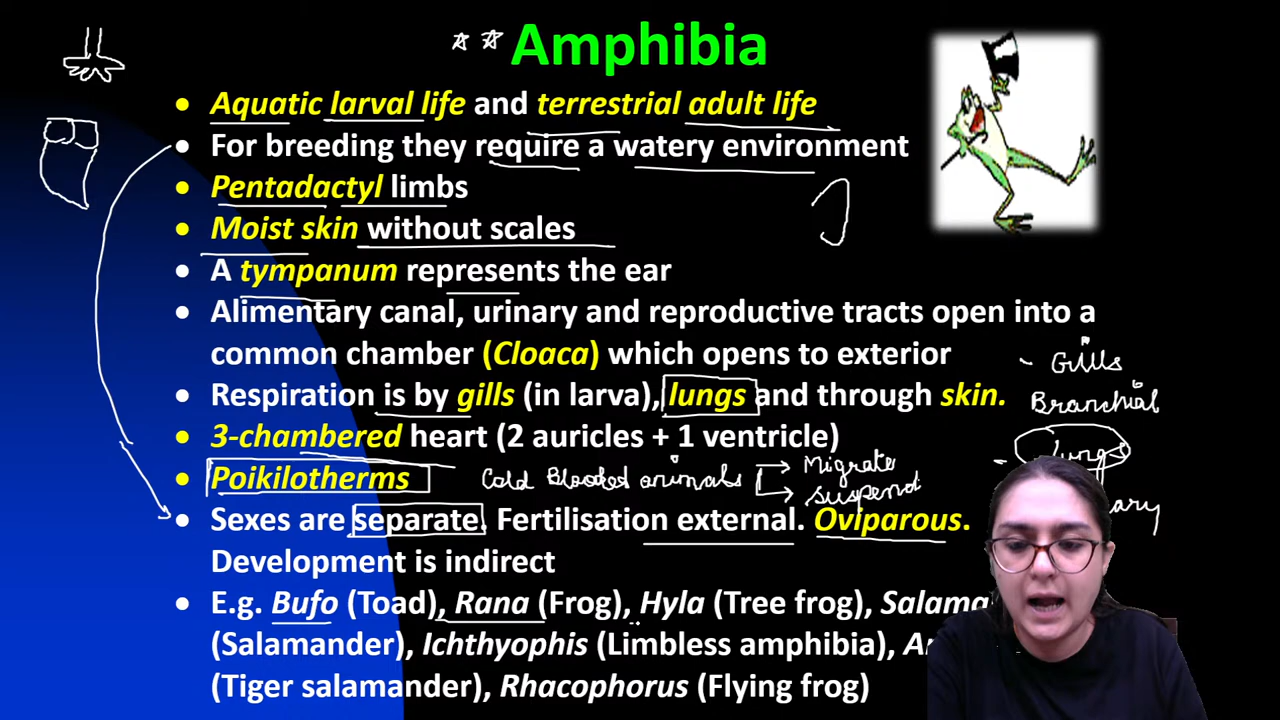 Amphibia
• Aquatic larval life and terrestrial adult life
• For breeding they require a watery environment
• Pentadactyl limbs
• Moist skin without scales
• A tympanum represents the ear
• Alimentary canal, urinary and reproductive tracts open into a
common chamber (Cloaca) which opens to exterior
Gills
• Respiration is by gills (in larva), lungs and through skin.
Branchial
• 3-chambered heart (2 auricles + 1 ventricle)
lungs
• Poikilotherms Cold Blooded animals
Migrate
suspend
• Sexes are separate. Fertilisation external. Oviparous.
Development is indirect
• E.g. Bufo (Toad), Rana (Frog), Hyla (Tree frog),
(Salamander), Ichthyophis (Limbless amphibia),
(Tiger salamander), Rhacophorus (Flying frog)